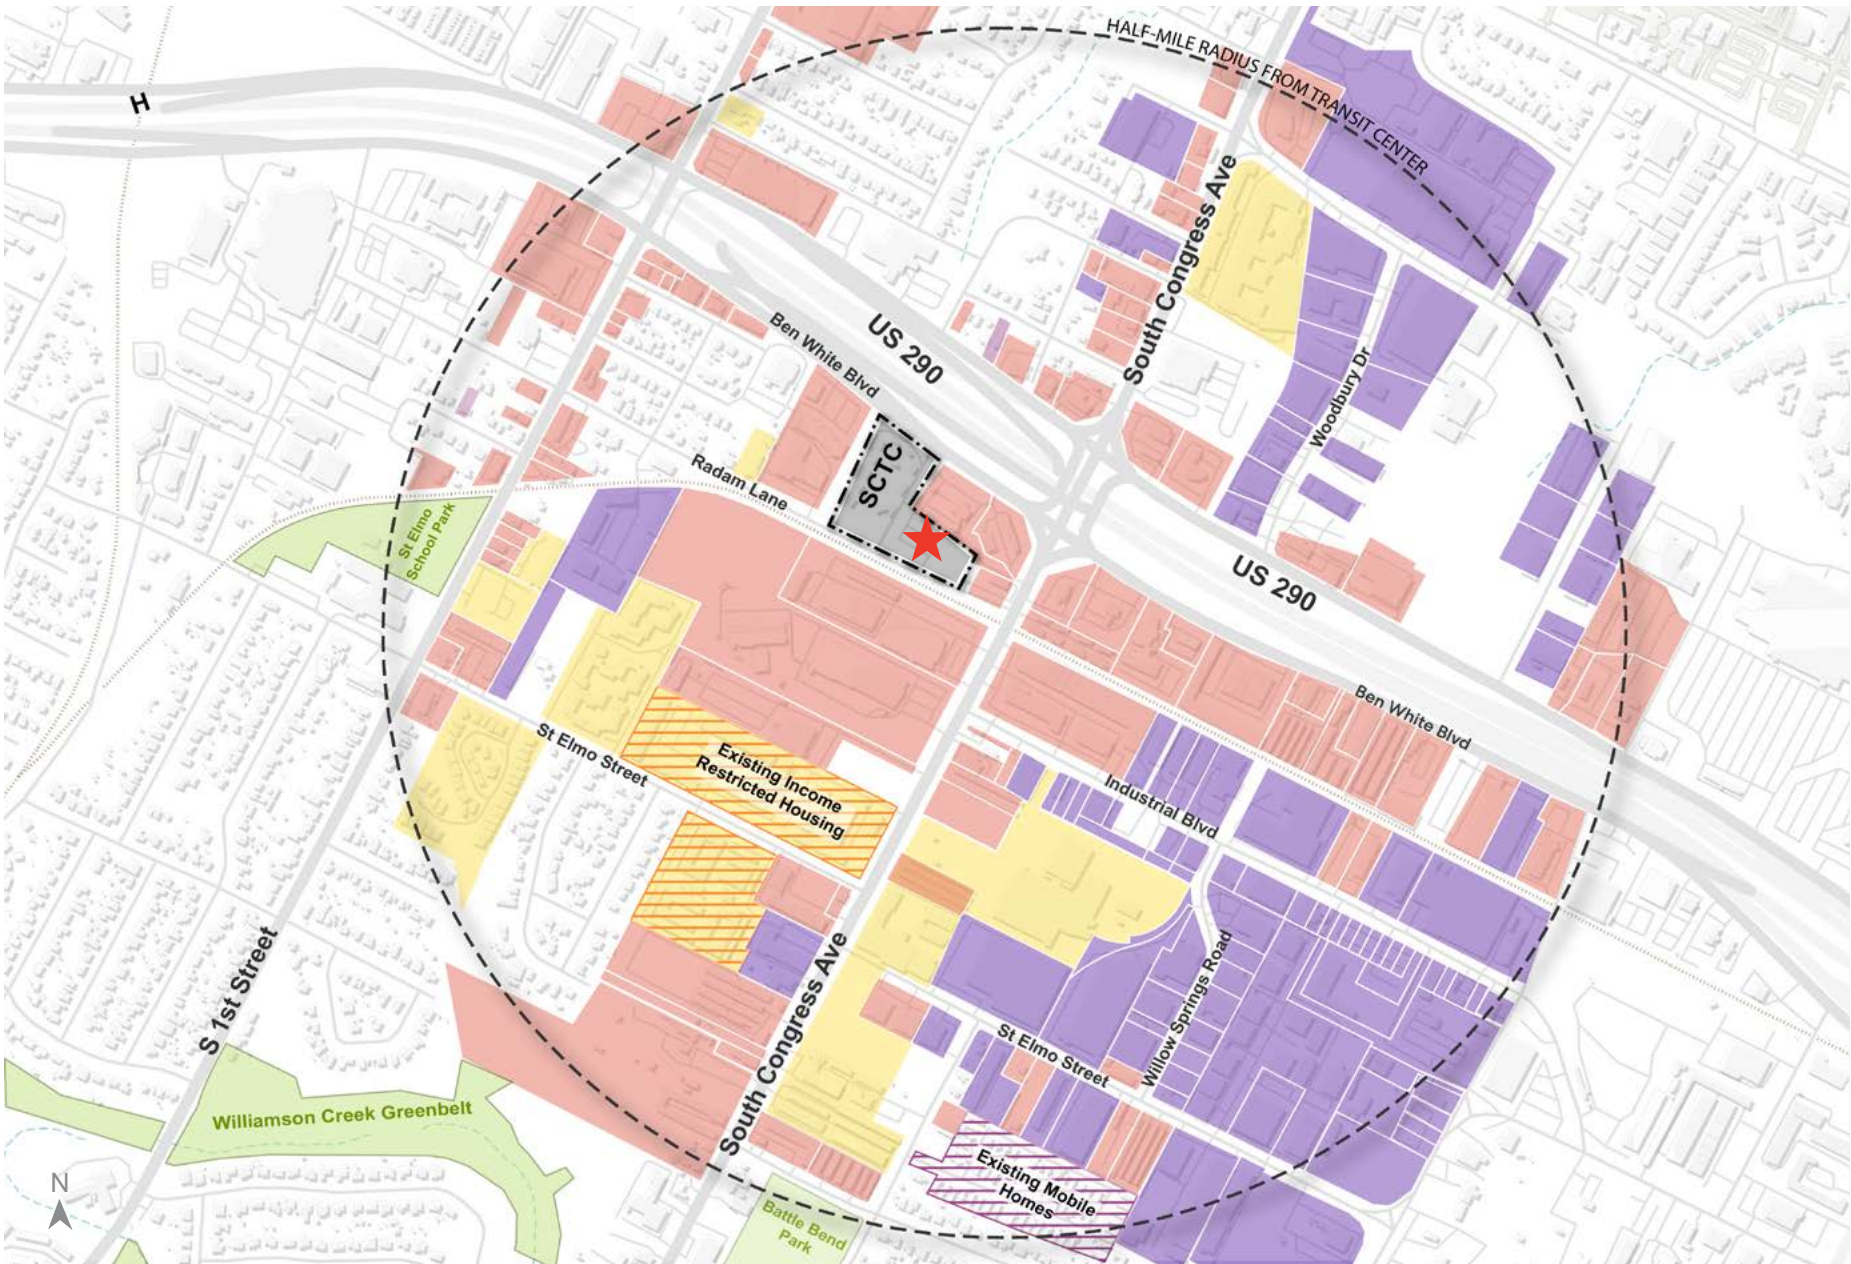 HALF-MILE RADIUS FROM TRANSIT CENTER
H
South Congress Ave
US 290
Ben White Blvd
Woodbury Dr
SCTC
Radam Lane
St Elmo
School Park
US 290
Ben White Blvd
St Elmo Street
Existing Income
Restricted Housing
Industrial Blvd
S 1st Street
South Congress Ave
Willow Springs Road
St Elmo Street
Williamson Creek Greenbelt
Existing Mobile
Homes
Battle Bend
Park
N